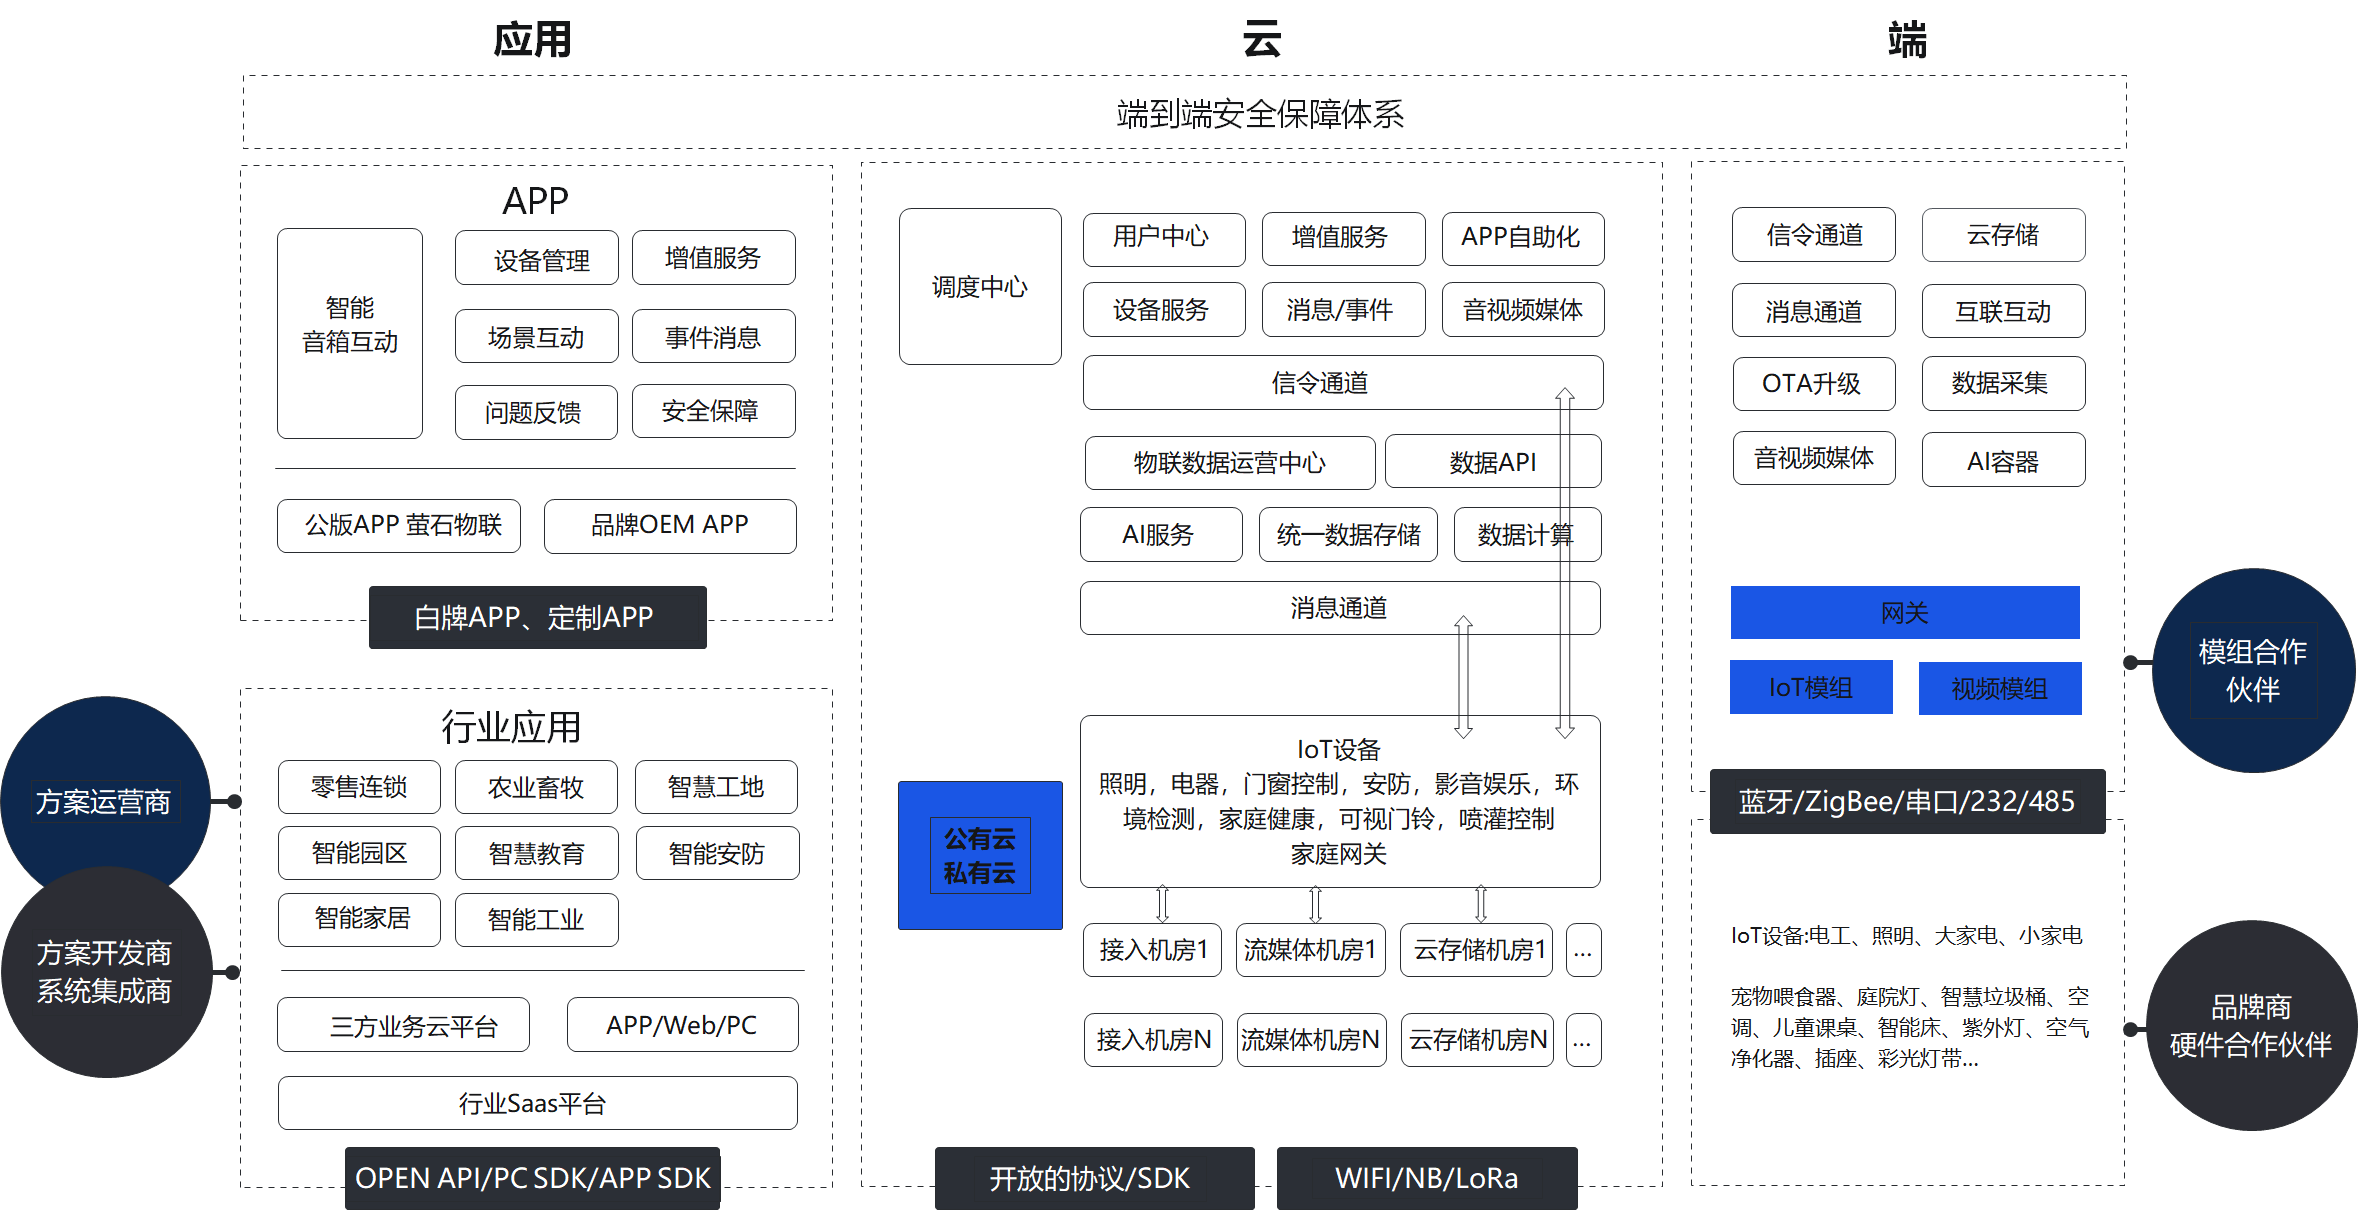 应用
云
端
端到端安全保障体系
APP
智能
音箱互动
设备管理
增值服务
场景互动
事件消息
问题反馈
安全保障
公版APP 萤石物联
品牌OEM APP
白牌APP、定制APP
行业应用
零售连锁
农业畜牧
智慧工地
智能园区
智慧教育
智能安防
智能家居
智能工业
三方业务云平台
APP/Web/PC
行业Saas平台
OPEN API/PC SDK/APP SDK
方案运营商
方案开发商
系统集成商
调度中心
用户中心
增值服务
APP自助化
设备服务
消息/事件
音视频媒体
信令通道
物联数据运营中心
数据API
AI服务
统一数据存储
数据计算
消息通道
公有云
私有云
IoT设备
照明，电器，门窗控制，安防，影音娱乐，环
境检测，家庭健康，可视门铃，喷灌控制
家庭网关
接入机房1
流媒体机房1
云存储机房1
...
接入机房N
流媒体机房N
云存储机房N
...
开放的协议/SDK
WIFI/NB/LoRa
信令通道
云存储
消息通道
互联互动
OTA升级
数据采集
音视频媒体
AI容器
网关
IoT模组
视频模组
蓝牙/ZigBee/串口/232/485
IoT设备:电工、照明、大家电、小家电
宠物喂食器、庭院灯、智慧垃圾桶、空
调、儿童课桌、智能床、紫外灯、空气
净化器、插座、彩光灯带...
模组合作
伙伴
品牌商
硬件合作伙伴